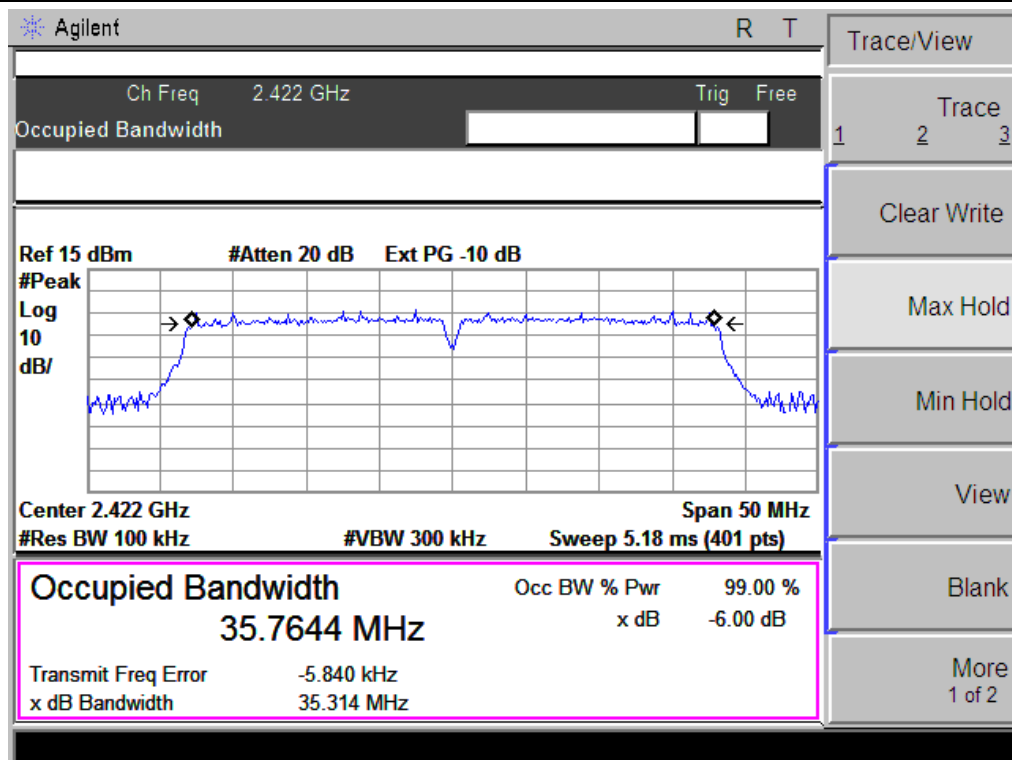 Agilent R T
Trace/View
Ch Freq 2.422 GHz Trig Free
Occupied Bandwidth
Trace
1 2 3
Clear Write
Max Hold
Min Hold
View
Blank
More
1 of 2
Ref 15 dBm #Atten 20 dB Ext PG -10 dB
#Peak
Log
10
dB/
Center 2.422 GHz Span 50 MHz
#Res BW 100 kHz #VBW 300 kHz Sweep 5.18 ms (401 pts)
Occupied Bandwidth Occ BW % Pwr 99.00 %
35.7644 MHz x dB -6.00 dB
Transmit Freq Error -5.840 kHz
x dB Bandwidth 35.314 MHz